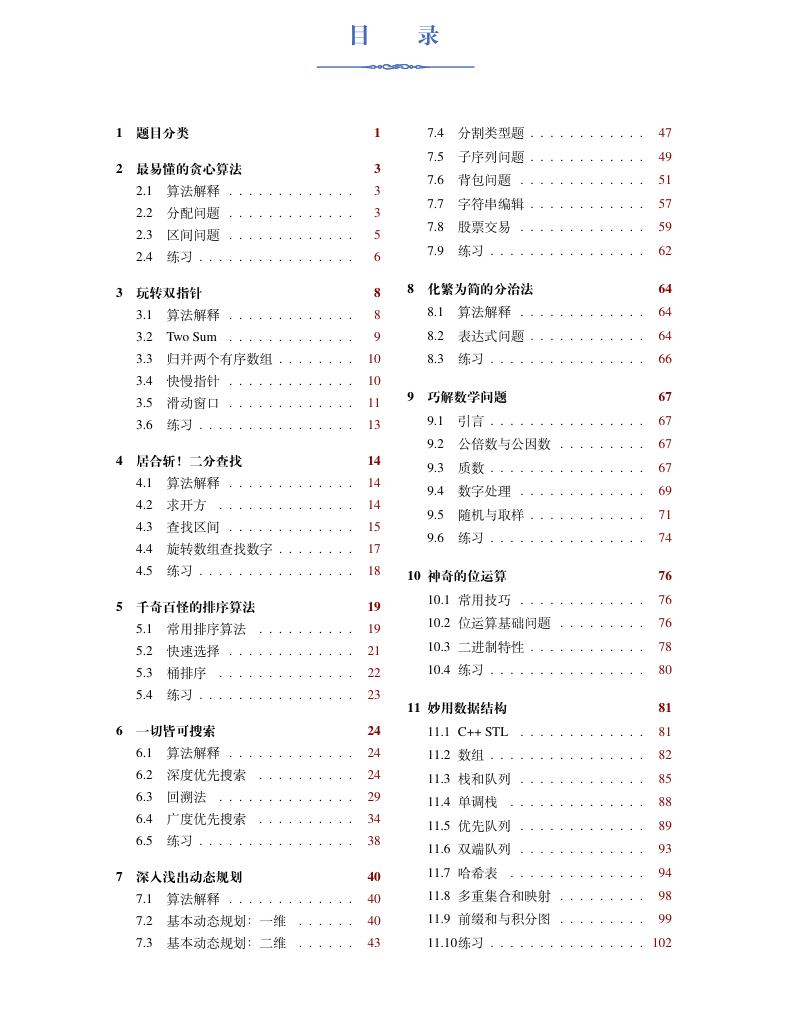 目 录
1 题目分类 1
2 最易懂的贪心算法 3
2.1 算法解释 . . . . . . . . . . . . . 3
2.2 分配问题 . . . . . . . . . . . . . 3
2.3 区间问题 . . . . . . . . . . . . . 5
2.4 练习 . . . . . . . . . . . . . . . . 6
3 玩转双指针 8
3.1 算法解释 . . . . . . . . . . . . . 8
3.2 Two Sum . . . . . . . . . . . . . 9
3.3 归并两个有序数组 . . . . . . . . 10
3.4 快慢指针 . . . . . . . . . . . . . 10
3.5 滑动窗口 . . . . . . . . . . . . . 11
3.6 练习 . . . . . . . . . . . . . . . . 13
4 居合斩！二分查找 14
4.1 算法解释 . . . . . . . . . . . . . 14
4.2 求开方 . . . . . . . . . . . . . . 14
4.3 查找区间 . . . . . . . . . . . . . 15
4.4 旋转数组查找数字 . . . . . . . . 17
4.5 练习 . . . . . . . . . . . . . . . . 18
5 千奇百怪的排序算法 19
5.1 常用排序算法 . . . . . . . . . . 19
5.2 快速选择 . . . . . . . . . . . . . 21
5.3 桶排序 . . . . . . . . . . . . . . 22
5.4 练习 . . . . . . . . . . . . . . . . 23
6 一切皆可搜索 24
6.1 算法解释 . . . . . . . . . . . . . 24
6.2 深度优先搜索 . . . . . . . . . . 24
6.3 回溯法 . . . . . . . . . . . . . . 29
6.4 广度优先搜索 . . . . . . . . . . 34
6.5 练习 . . . . . . . . . . . . . . . . 38
7 深入浅出动态规划 40
7.1 算法解释 . . . . . . . . . . . . . 40
7.2 基本动态规划：一维 . . . . . . 40
7.3 基本动态规划：二维 . . . . . . 43
7.4 分割类型题 . . . . . . . . . . . . 47
7.5 子序列问题 . . . . . . . . . . . . 49
7.6 背包问题 . . . . . . . . . . . . . 51
7.7 字符串编辑 . . . . . . . . . . . . 57
7.8 股票交易 . . . . . . . . . . . . . 59
7.9 练习 . . . . . . . . . . . . . . . . 62
8 化繁为简的分治法 64
8.1 算法解释 . . . . . . . . . . . . . 64
8.2 表达式问题 . . . . . . . . . . . . 64
8.3 练习 . . . . . . . . . . . . . . . . 66
9 巧解数学问题 67
9.1 引言 . . . . . . . . . . . . . . . . 67
9.2 公倍数与公因数 . . . . . . . . . 67
9.3 质数 . . . . . . . . . . . . . . . . 67
9.4 数字处理 . . . . . . . . . . . . . 69
9.5 随机与取样 . . . . . . . . . . . . 71
9.6 练习 . . . . . . . . . . . . . . . . 74
10 神奇的位运算 76
10.1 常用技巧 . . . . . . . . . . . . . 76
10.2 位运算基础问题 . . . . . . . . . 76
10.3 二进制特性 . . . . . . . . . . . . 78
10.4 练习 . . . . . . . . . . . . . . . . 80
11 妙用数据结构 81
11.1 C++ STL . . . . . . . . . . . . . 81
11.2 数组 . . . . . . . . . . . . . . . . 82
11.3 栈和队列 . . . . . . . . . . . . . 85
11.4 单调栈 . . . . . . . . . . . . . . 88
11.5 优先队列 . . . . . . . . . . . . . 89
11.6 双端队列 . . . . . . . . . . . . . 93
11.7 哈希表 . . . . . . . . . . . . . . 94
11.8 多重集合和映射 . . . . . . . . . 98
11.9 前缀和与积分图 . . . . . . . . . 99
11.10练习 . . . . . . . . . . . . . . . . 102